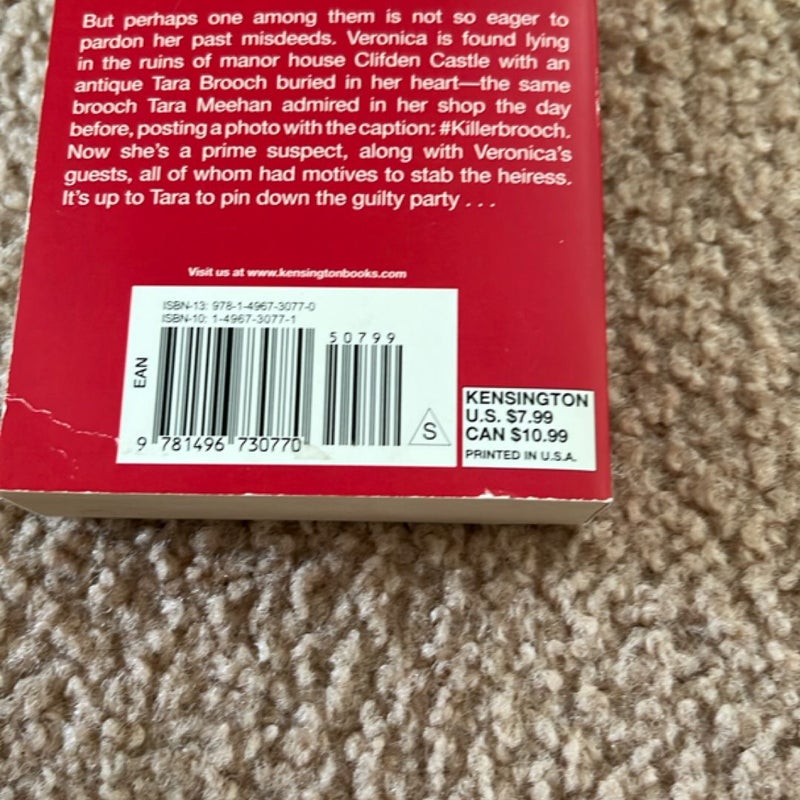 But perhaps one among them is not so eager to
pardon her past misdeeds. Veronica is found lying
in the ruins of manor house Clifden Castle with an
antique Tara Brooch buried in her heart—the same
brooch Tara Meehan admired in her shop the day
before, posting a photo with the caption: #Killerbrooch.
Now she's a prime suspect, along with Veronica's
guests, all of whom had motives to stab the heiress.
It's up to Tara to pin down the guilty party . . .
Visit us at www.kensingtonbooks.com
ISBN-13: 978-1-4967-3077-0
ISBN-10: 1-4967-3077-1
50799
EAN
9 781496 730770
S
KENSINGTON
U.S. $7.99
CAN $10.99
PRINTED IN U.S.A.